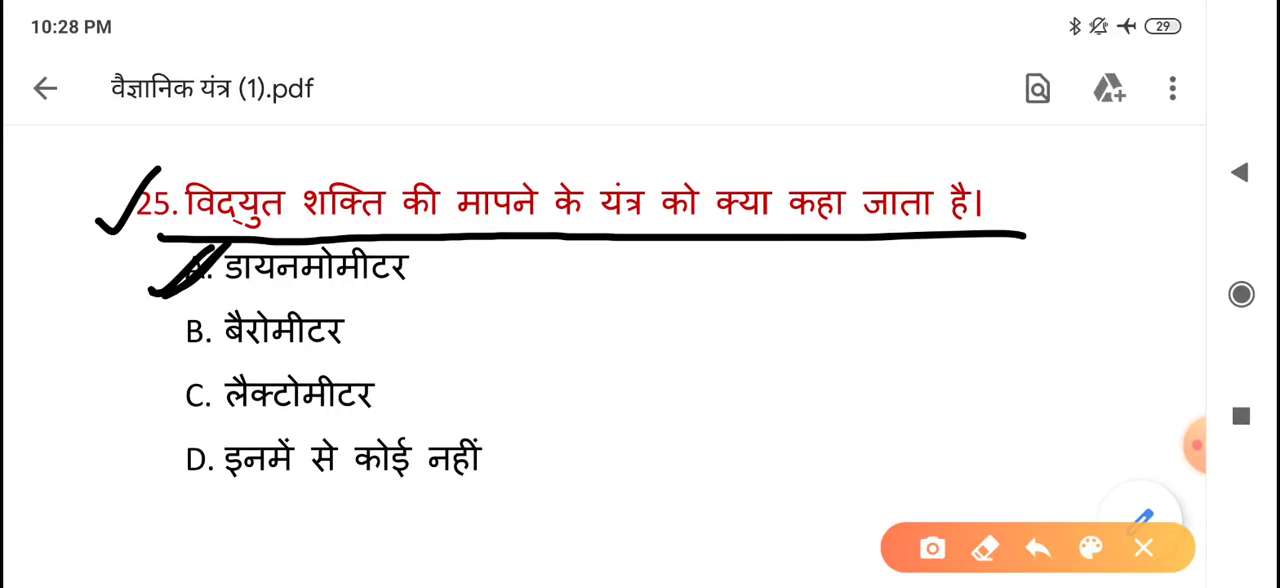 10:28 PM
29
वैज्ञानिक यंत्र (1).pdf
25. विद्युत शक्ति की मापने के यंत्र को क्या कहा जाता है।
A. डायनमोमीटर
B. बैरोमीटर
C. लैक्टोमीटर
D. इनमें से कोई नहीं